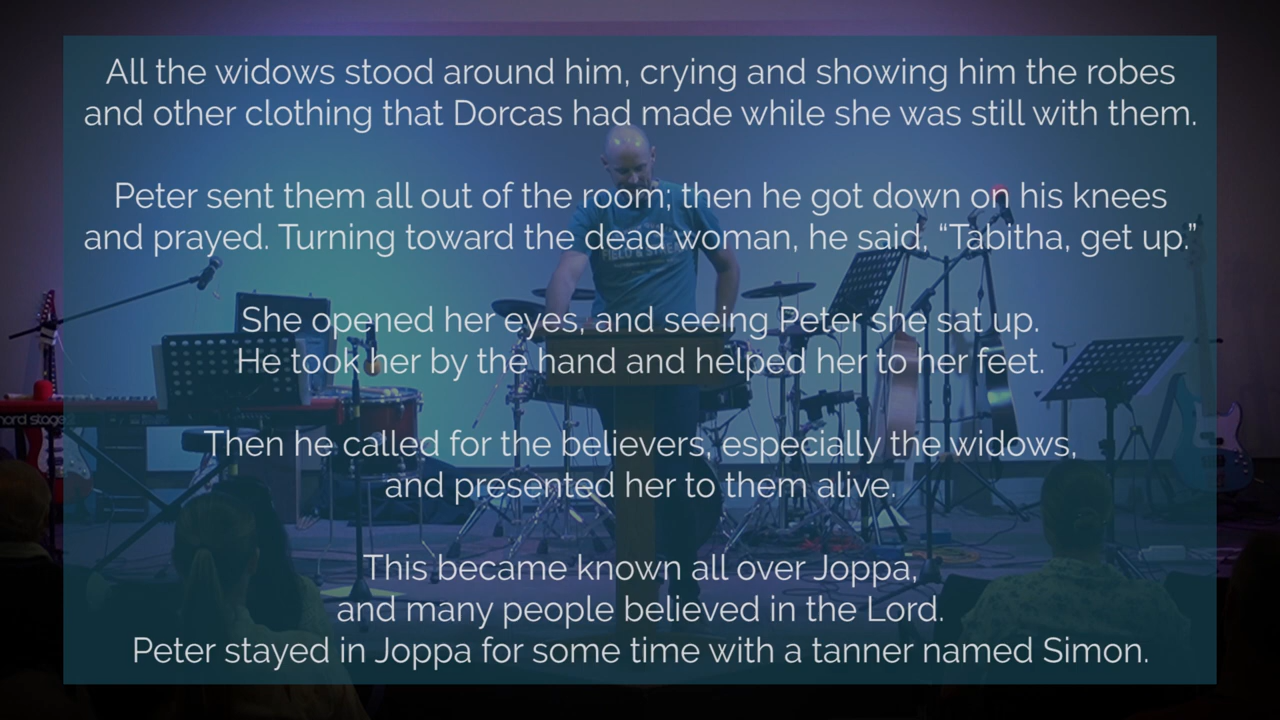 All the widows stood around him, crying and showing him the robes
and other clothing that Dorcas had made while she was still with them.
Peter sent them all out of the room; then he got down on his knees
and prayed. Turning toward the dead woman, he said, “Tabitha, get up.”
FIELD &
She opened her eyes, and seeing Peter she sat up.
He took her by the hand and helped her to her feet.
stage
Then he called for the believers, especially the widows,
and presented her to them alive.
This became known all over Joppa,
and many people believed in the Lord.
Peter stayed in Joppa for some time with a tanner named Simon.